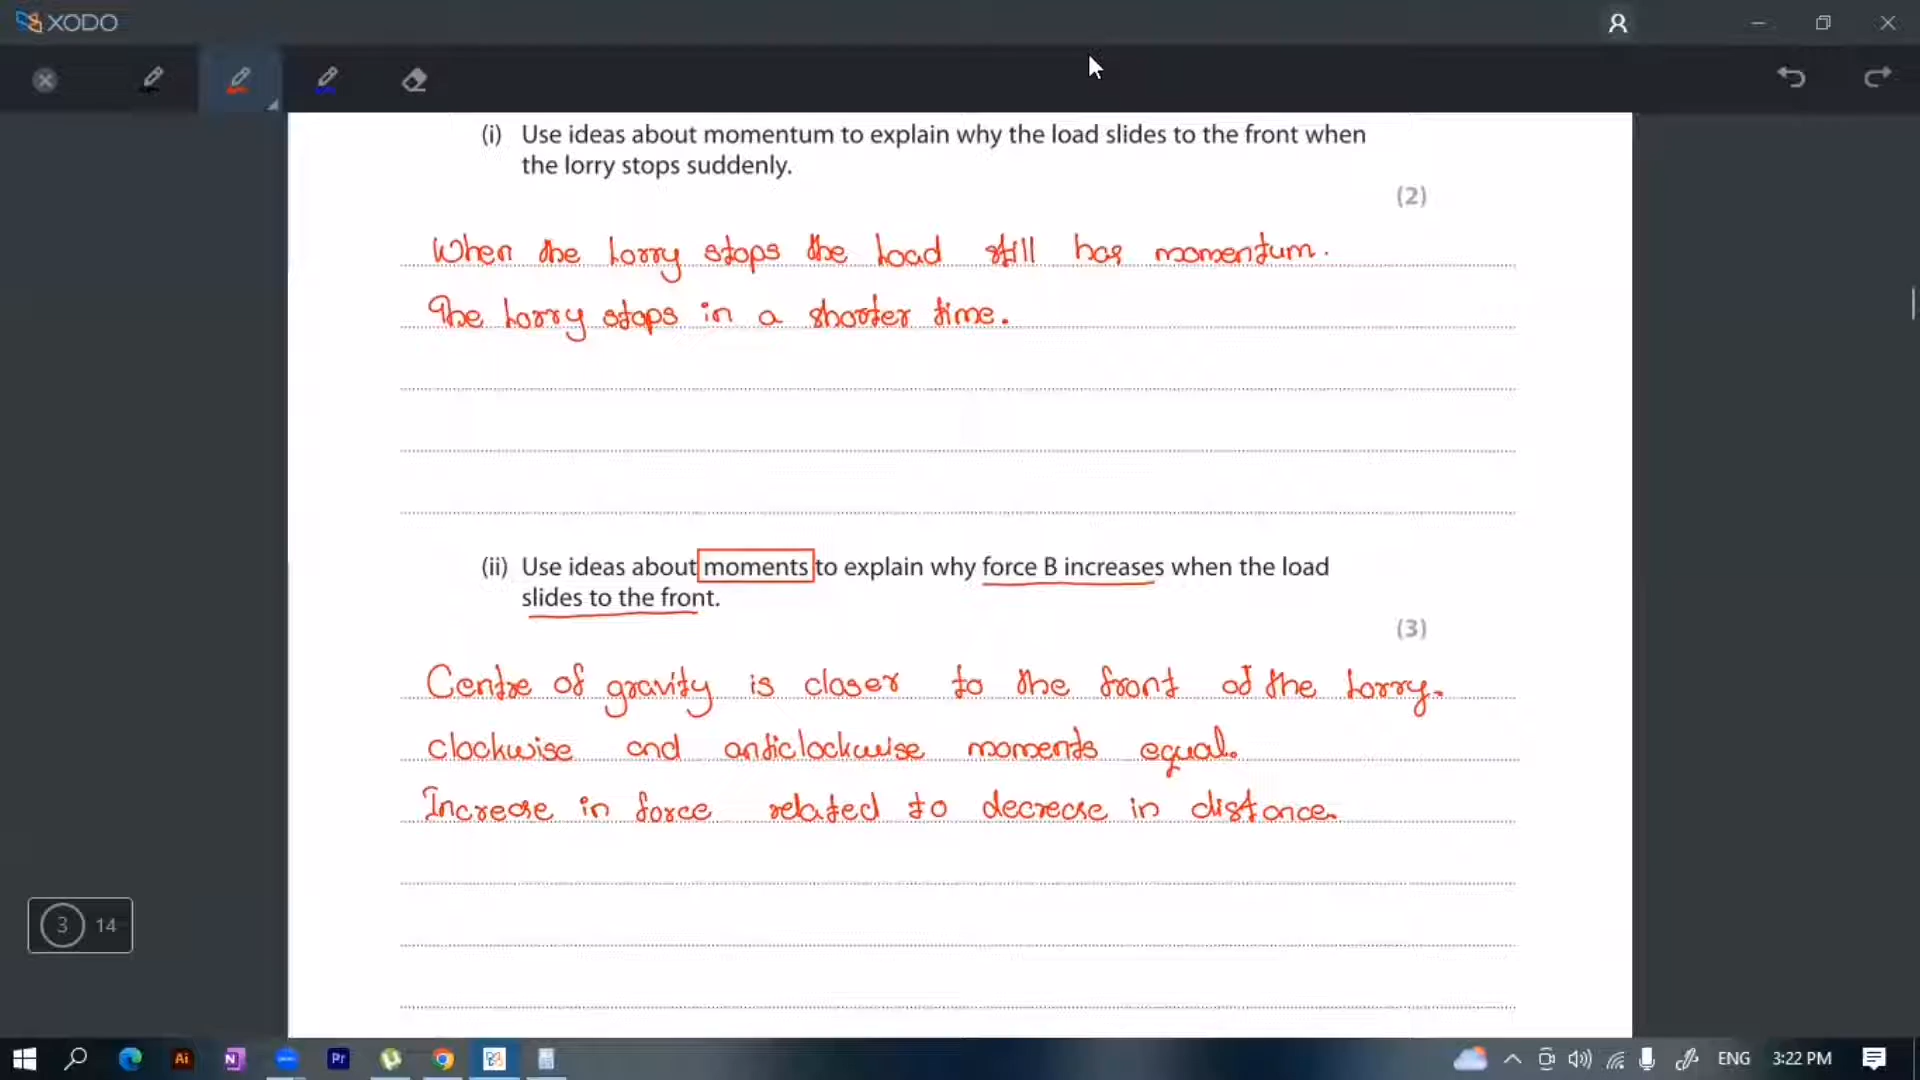 XODO
(i) Use ideas about momentum to explain why the load slides to the front when
the lorry stops suddenly.
(2)
When the lorry stops the load still has momentum.
The lorry stops in a shorter time.
(ii) Use ideas about moments to explain why force B increases when the load
slides to the front.
(3)
Centre of gravity is closer to the front of the lorry.
clockwise and anticlockwise moments equal.
Increase in force related to decrease in distance.
3 14
Ai N Pr ENG 3:22 PM